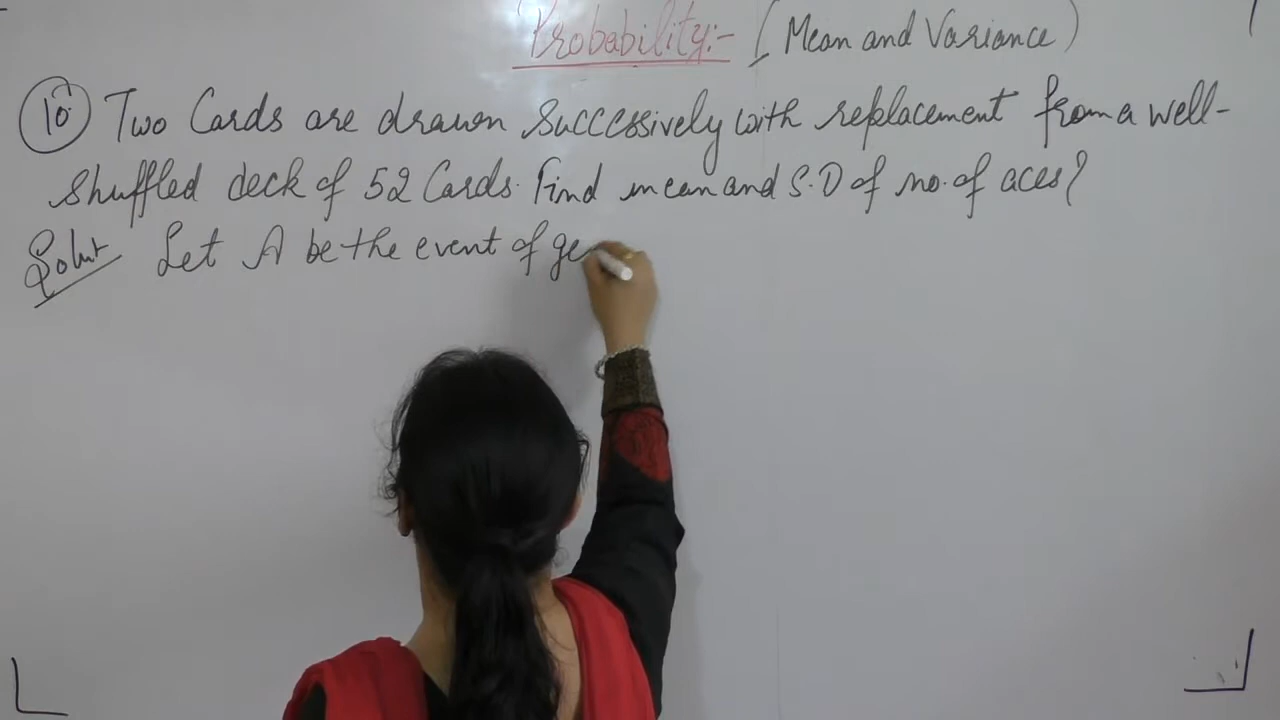 Probability:- (Mean and Variance)
10 Two Cards are drawn successively with replacement from a well-
shuffled deck of 52 Cards. Find mean and S.D of no. of aces?
Solut Let A be the event of ge